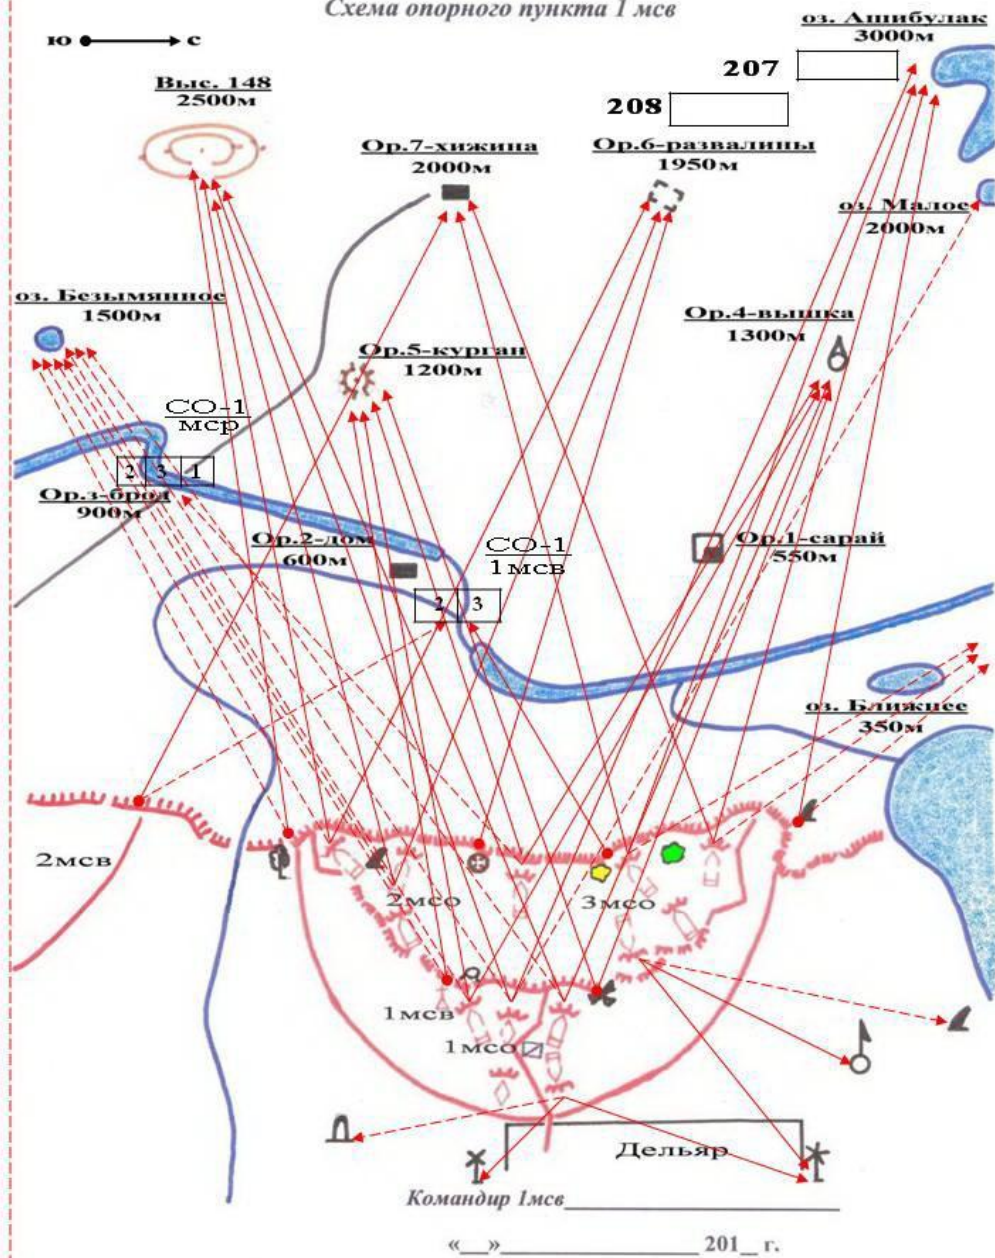 Схема опорного пункта 1 мсв
ю с
оз. Ашибулак
3000м
207
Выс. 148
2500м
208
Ор.7-хижина
2000м
Ор.6-развалины
1950м
оз. Малое
2000м
оз. Безымянное
1500м
Ор.4-вышка
1300м
Ор.5-курган
1200м
СО-1
мср
2 3 1
Ор.з-брод
900м
Ор.2-дом
600м
СО-1
1мсв
Ор.1-сарай
550м
2 3
оз. Ближнее
350м
2мсв
2мсо
3мсо
1мсв
1мсо
Дельяр
Командир 1мсв_______________
«__»_______________ 201_ г.